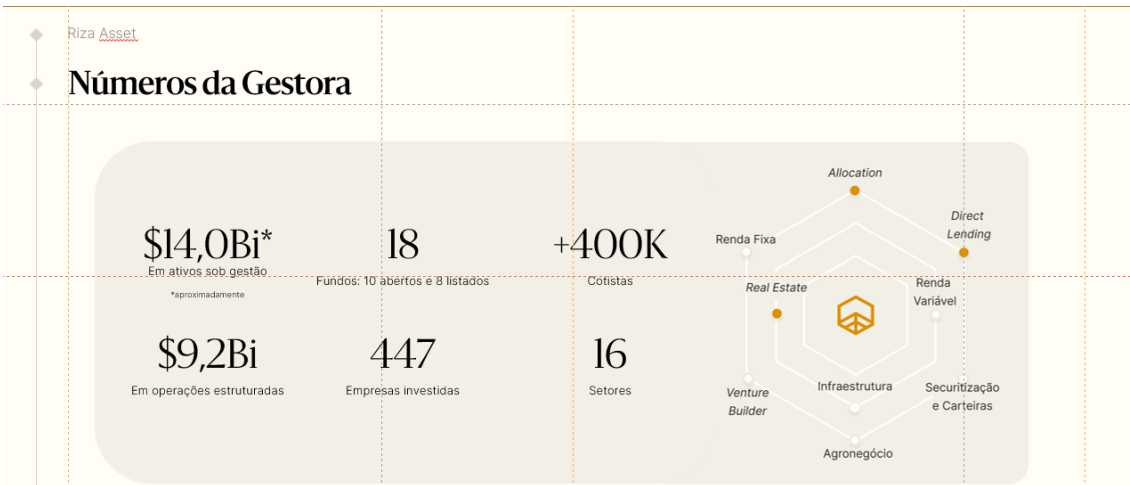 Riza Asset
Números da Gestora
$14,0Bi*
Em ativos sob gestão
*aproximadamente
18
Fundos: 10 abertos e 8 listados
+400K
Cotistas
$9,2Bi
Em operações estruturadas
447
Empresas investidas
16
Setores
Allocation
Direct
Lending
Renda Fixa
Real Estate
Renda
Variável
Infraestrutura
Venture
Builder
Securitização
e Carteiras
Agronegócio